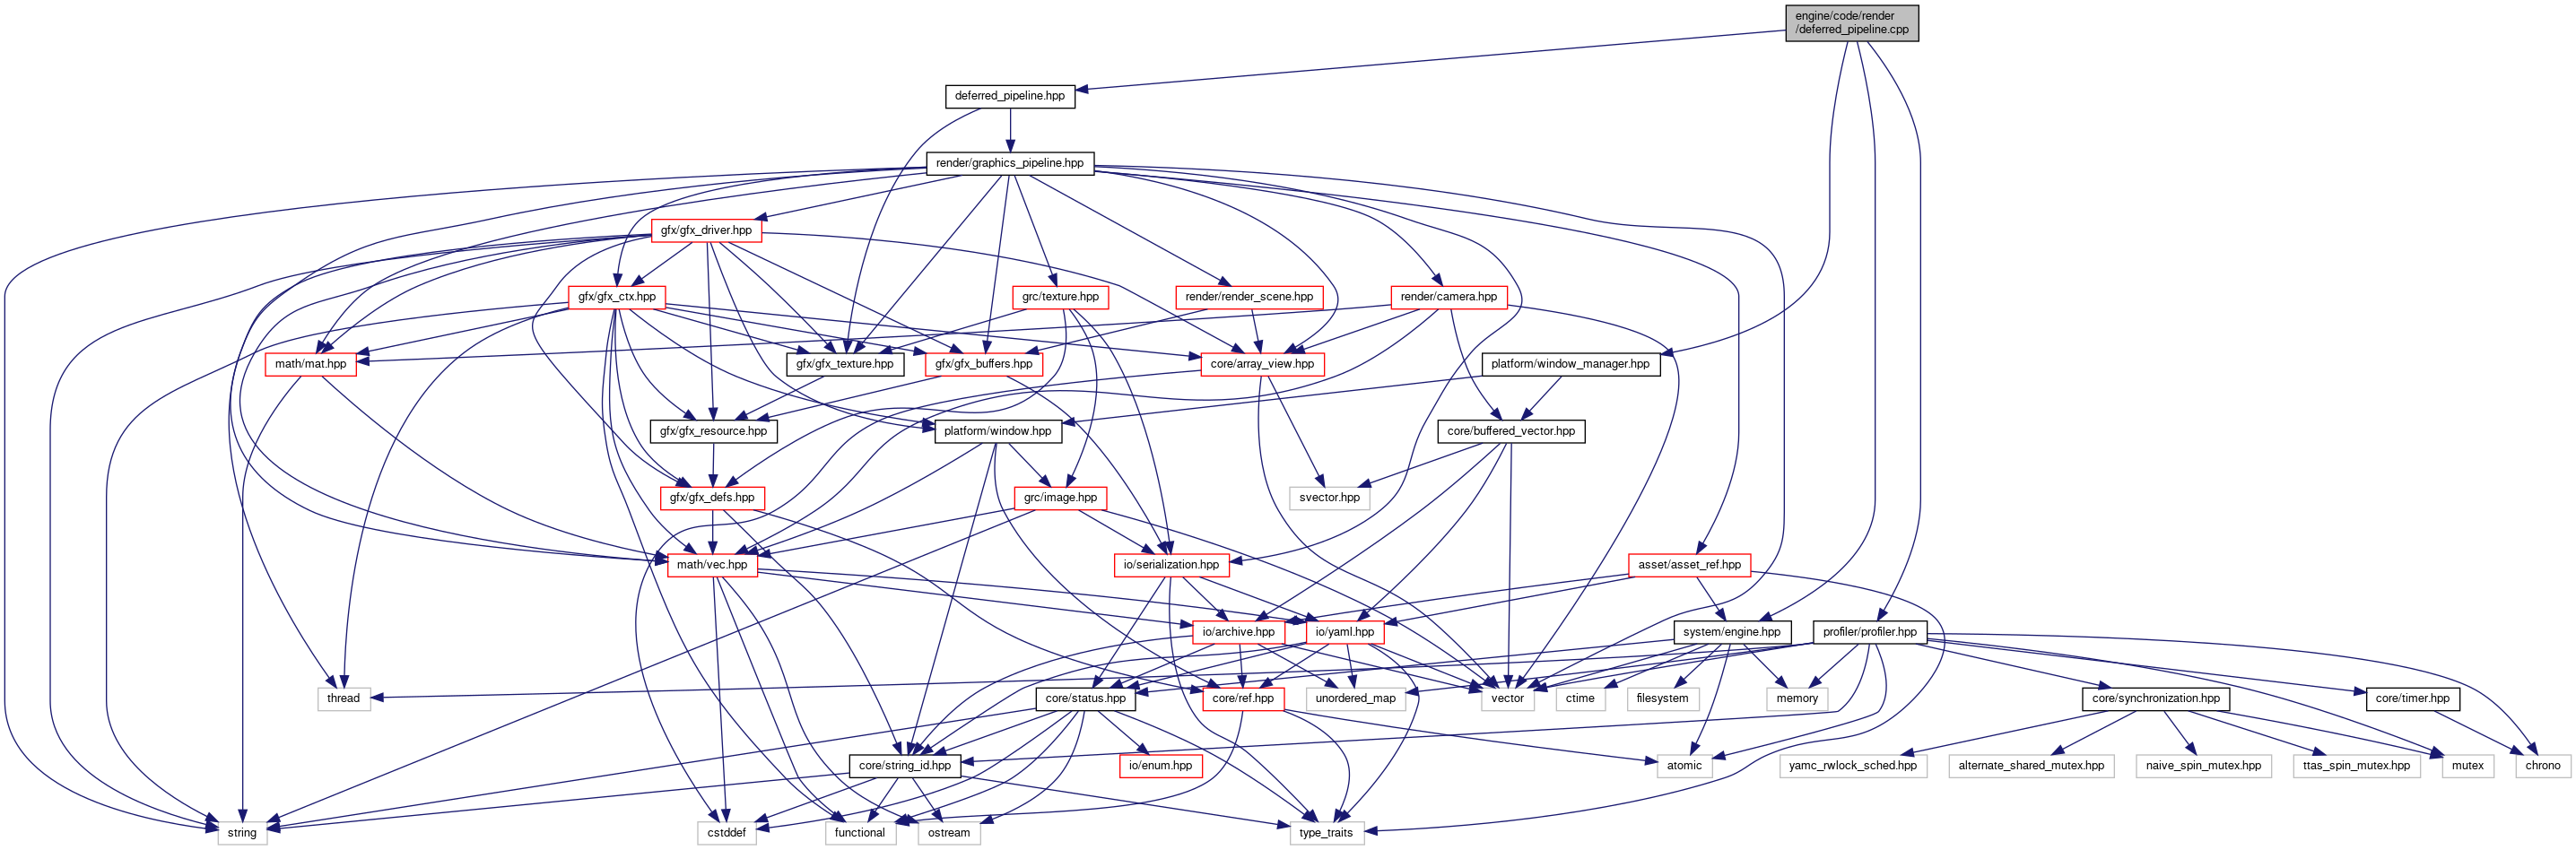 engine/code/render
/deferred_pipeline.cpp
deferred_pipeline.hpp
render/graphics_pipeline.hpp
gfx/gfx_driver.hpp
gfx/gfx_ctx.hpp
grc/texture.hpp
render/render_scene.hpp
render/camera.hpp
math/mat.hpp
gfx/gfx_texture.hpp
gfx/gfx_buffers.hpp
core/array_view.hpp
platform/window_manager.hpp
gfx/gfx_resource.hpp
platform/window.hpp
core/buffered_vector.hpp
gfx/gfx_defs.hpp
grc/image.hpp
svector.hpp
math/vec.hpp
io/serialization.hpp
asset/asset_ref.hpp
io/archive.hpp
io/yaml.hpp
system/engine.hpp
profiler/profiler.hpp
thread
core/status.hpp
core/ref.hpp
unordered_map
vector
ctime
filesystem
memory
core/synchronization.hpp
core/timer.hpp
core/string_id.hpp
io/enum.hpp
atomic
yamc_rwlock_sched.hpp
alternate_shared_mutex.hpp
naive_spin_mutex.hpp
ttas_spin_mutex.hpp
mutex
chrono
string
cstddef
functional
ostream
type_traits